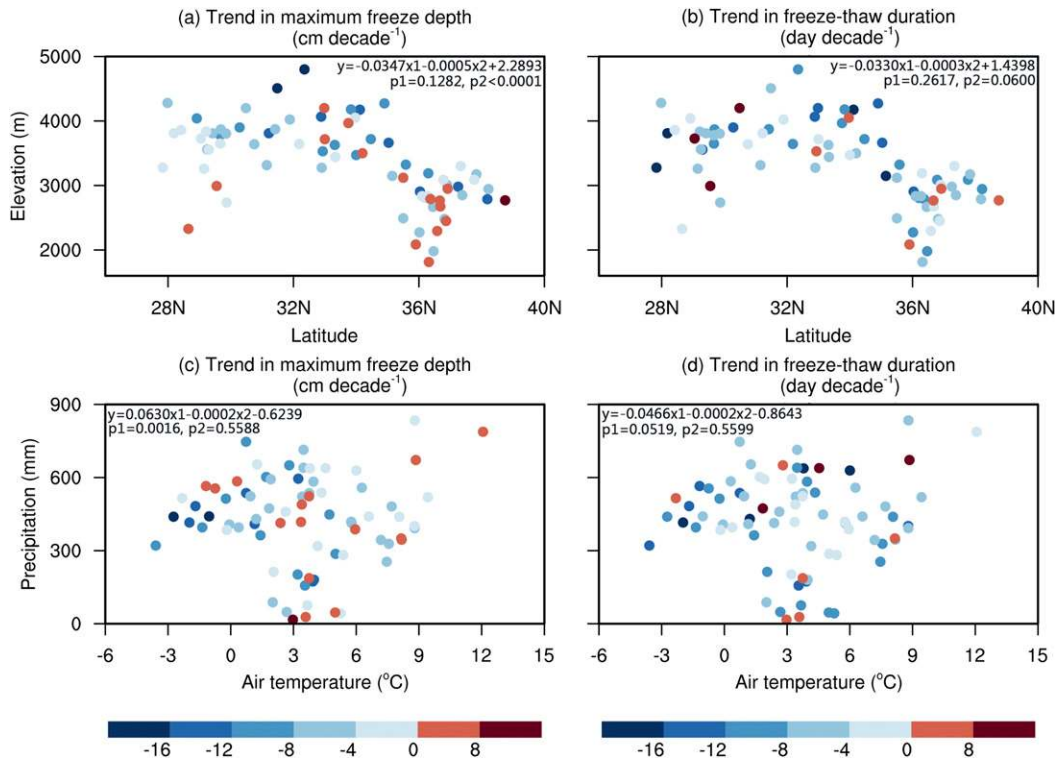 (a) Trend in maximum freeze depth
(cm decade⁻¹)
(b) Trend in freeze-thaw duration
(day decade⁻¹)
y=-0.0347x1-0.0005x2+2.2893
p1=0.1282, p2<0.0001
y=-0.0330x1-0.0003x2+1.4398
p1=0.2617, p2=0.0600
5000
4000
3000
2000
Elevation (m)
28N 32N 36N 40N
Latitude
28N 32N 36N 40N
Latitude
(c) Trend in maximum freeze depth
(cm decade⁻¹)
(d) Trend in freeze-thaw duration
(day decade⁻¹)
y=0.0630x1-0.0002x2-0.6239
p1=0.0016, p2=0.5588
y=-0.0466x1-0.0002x2-0.8643
p1=0.0519, p2=0.5599
900
600
300
0
Precipitation (mm)
-6 -3 0 3 6 9 12 15
Air temperature (°C)
-6 -3 0 3 6 9 12 15
Air temperature (°C)
-16 -12 -8 -4 0 8
-16 -12 -8 -4 0 8